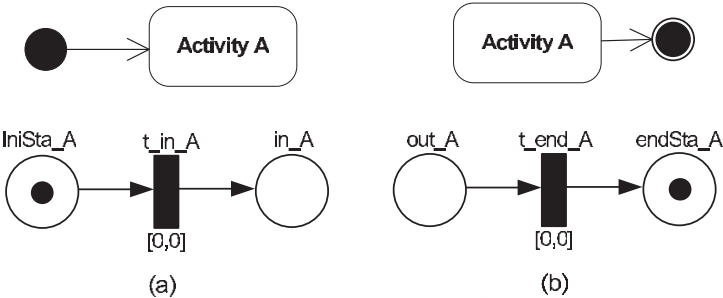 Activity A
Activity A
IniSta_A
t_in_A
in_A
out_A
t_end_A
endSta_A
[0,0]
[0,0]
(a)
(b)